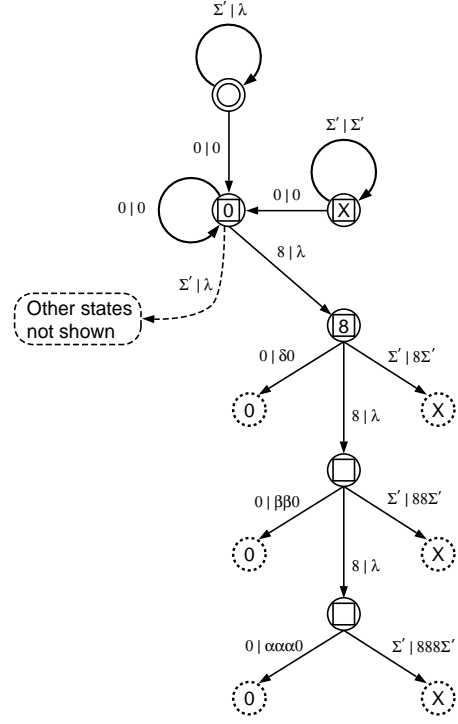 Σ′ | λ
0 | 0
Σ′ | Σ′
0 | 0
0 | 0
0
X
8 | λ
Σ′ | λ
Other states
not shown
8
0 | δ0
Σ′ | 8Σ′
0
X
8 | λ
0 | ββ0
Σ′ | 88Σ′
0
X
8 | λ
0 | ααα0
Σ′ | 888Σ′
0
X